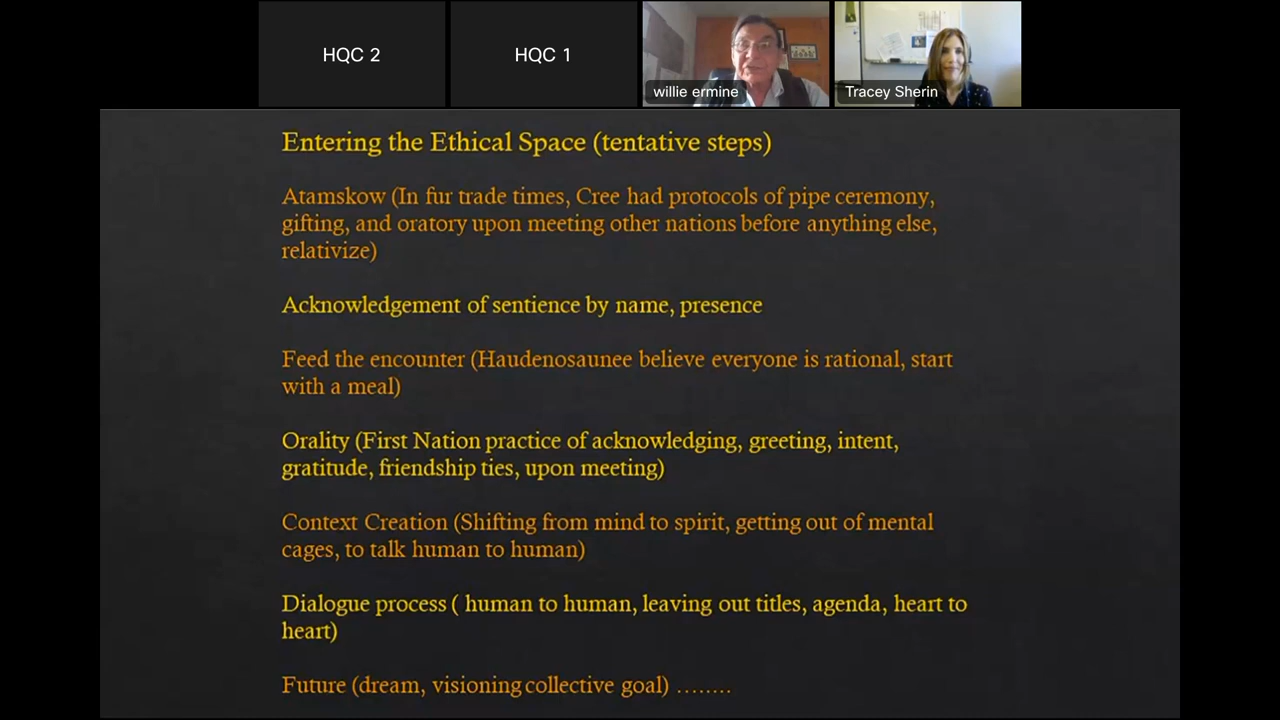 HQC 2
HQC 1
willie ermine
Tracey Sherin
Entering the Ethical Space (tentative steps)
Atamskow (In fur trade times, Cree had protocols of pipe ceremony,
gifting, and oratory upon meeting other nations before anything else,
relativize)
Acknowledgement of sentience by name, presence
Feed the encounter (Haudenosaunee believe everyone is rational, start
with a meal)
Orality (First Nation practice of acknowledging, greeting, intent,
gratitude, friendship ties, upon meeting)
Context Creation (Shifting from mind to spirit, getting out of mental
cages, to talk human to human)
Dialogue process ( human to human, leaving out titles, agenda, heart to
heart)
Future (dream, visioning collective goal) ........